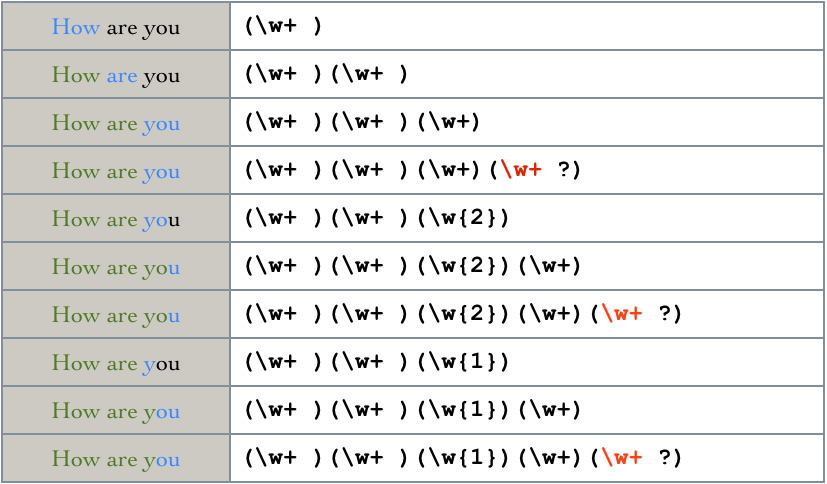 How are you (\w+ )
How are you (\w+ )(\w+ )
How are you (\w+ )(\w+ )(\w+)
How are you (\w+ )(\w+ )(\w+)(\w+ ?)
How are you (\w+ )(\w+ )(\w{2})
How are you (\w+ )(\w+ )(\w{2})(\w+)
How are you (\w+ )(\w+ )(\w{2})(\w+)(\w+ ?)
How are you (\w+ )(\w+ )(\w{1})
How are you (\w+ )(\w+ )(\w{1})(\w+)
How are you (\w+ )(\w+ )(\w{1})(\w+)(\w+ ?)